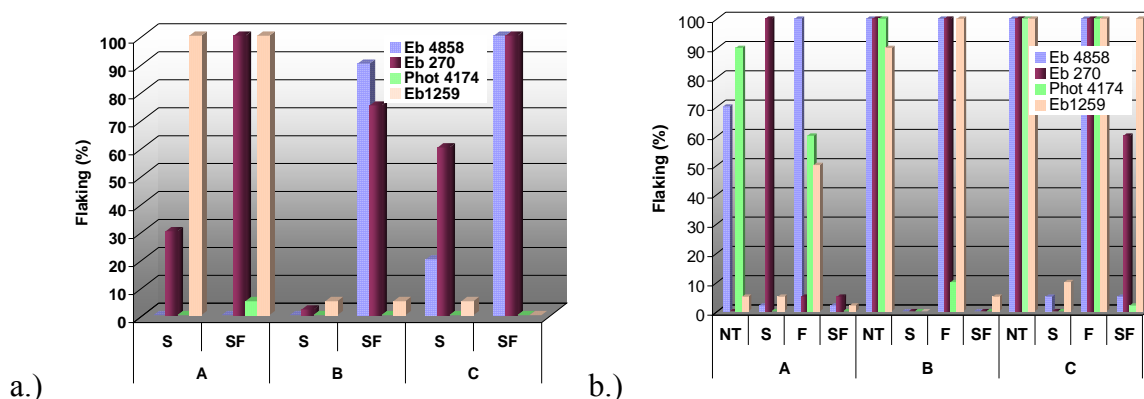 100
90
80
70
60
50
40
30
20
10
0
Flaking (%)
Eb 4858
Eb 270
Phot 4174
Eb1259
S SF S SF S SF
A B C
a.)
100
90
80
70
60
50
40
30
20
10
0
Flaking (%)
Eb 4858
Eb 270
Phot 4174
Eb1259
NT S F SF NT S F SF NT S F SF
A B C
b.)